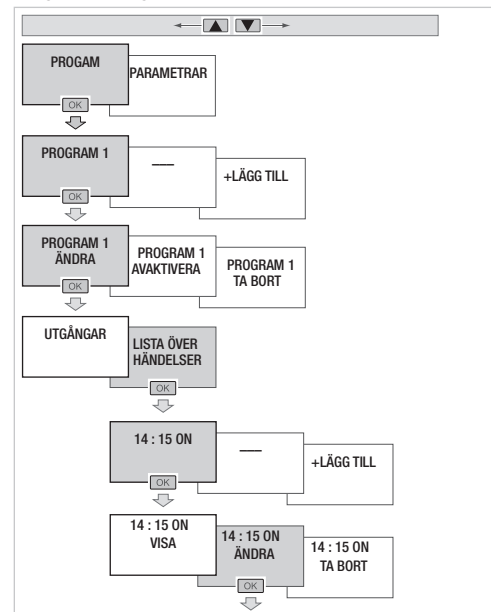 PROGAM
PARAMETRAR
OK
PROGRAM 1
—
+LÄGG TILL
OK
PROGRAM 1
ÄNDRA
PROGRAM 1
AVAKTIVERA
PROGRAM 1
TA BORT
OK
UTGÅNGAR
LISTA ÖVER
HÄNDELSER
OK
14 : 15 ON
—
+LÄGG TILL
OK
14 : 15 ON
VISA
14 : 15 ON
ÄNDRA
14 : 15 ON
TA BORT
OK